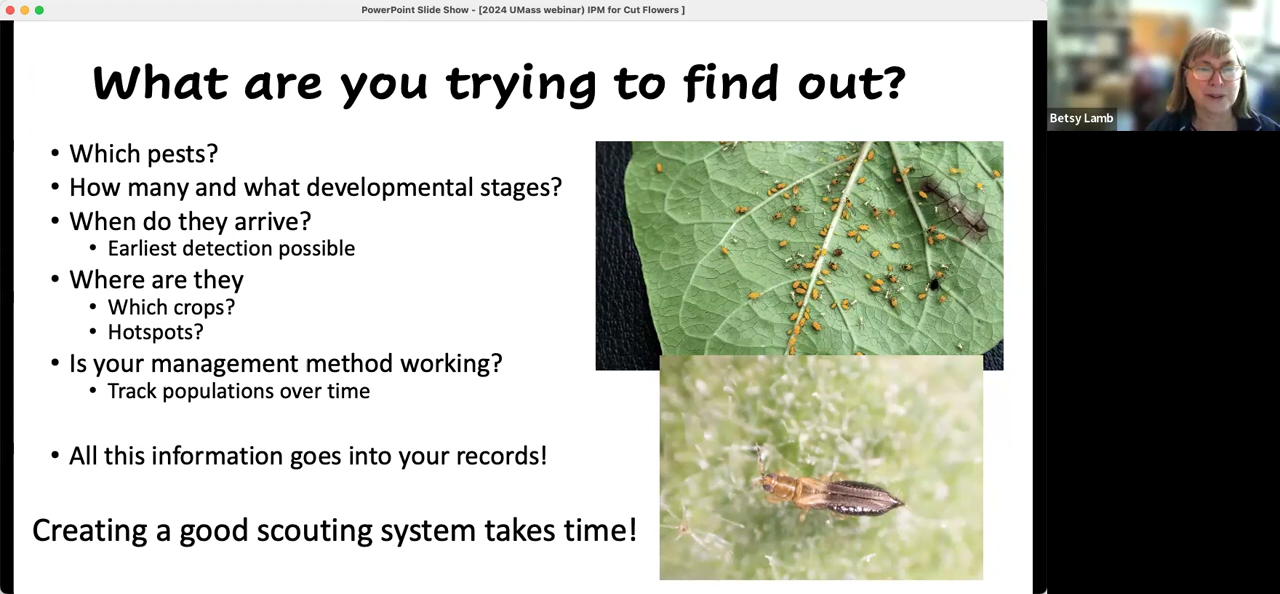 PowerPoint Slide Show - [2024 UMass webinar) IPM for Cut Flowers ]
What are you trying to find out?
• Which pests?
• How many and what developmental stages?
• When do they arrive?
• Earliest detection possible
• Where are they
• Which crops?
• Hotspots?
• Is your management method working?
• Track populations over time
• All this information goes into your records!
Creating a good scouting system takes time!
Betsy Lamb